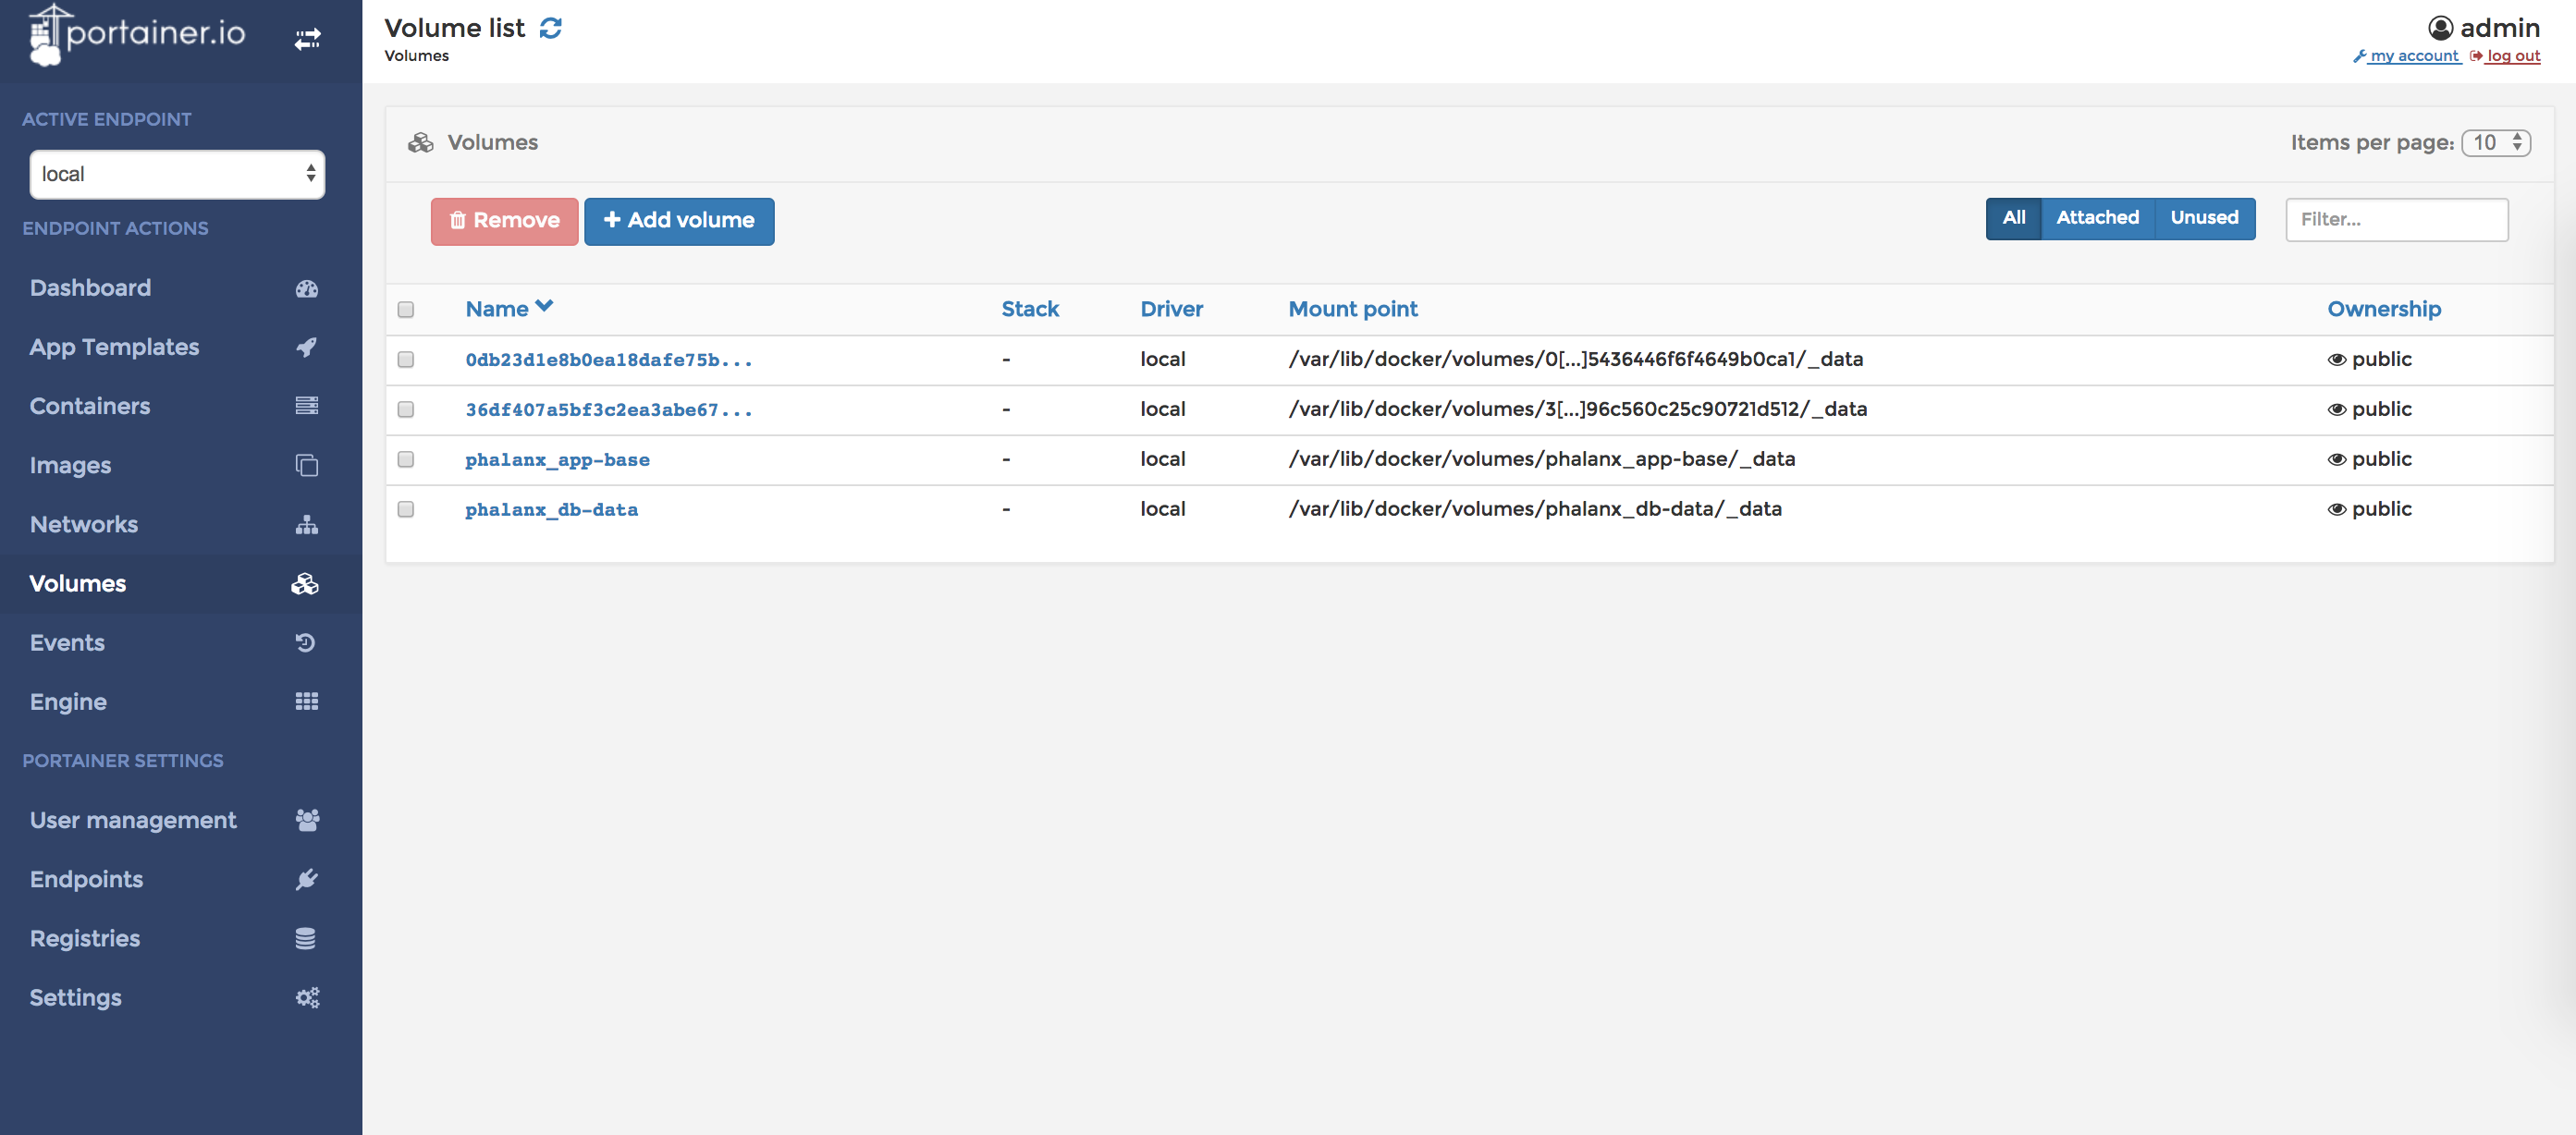 portainer.io
ACTIVE ENDPOINT
local
ENDPOINT ACTIONS
Dashboard
App Templates
Containers
Images
Networks
Volumes
Events
Engine
PORTAINER SETTINGS
User management
Endpoints
Registries
Settings
Volume list
Volumes
admin
my account log out
Volumes
Items per page: 10
Remove + Add volume
All Attached Unused Filter...
Name Stack Driver Mount point Ownership
0db23d1e8b0ea18dafe75b... - local /var/lib/docker/volumes/0[...]5436446f6f4649b0ca1/_data public
36df407a5bf3c2ea3abe67... - local /var/lib/docker/volumes/3[...]96c560c25c90721d512/_data public
phalanx_app-base - local /var/lib/docker/volumes/phalanx_app-base/_data public
phalanx_db-data - local /var/lib/docker/volumes/phalanx_db-data/_data public